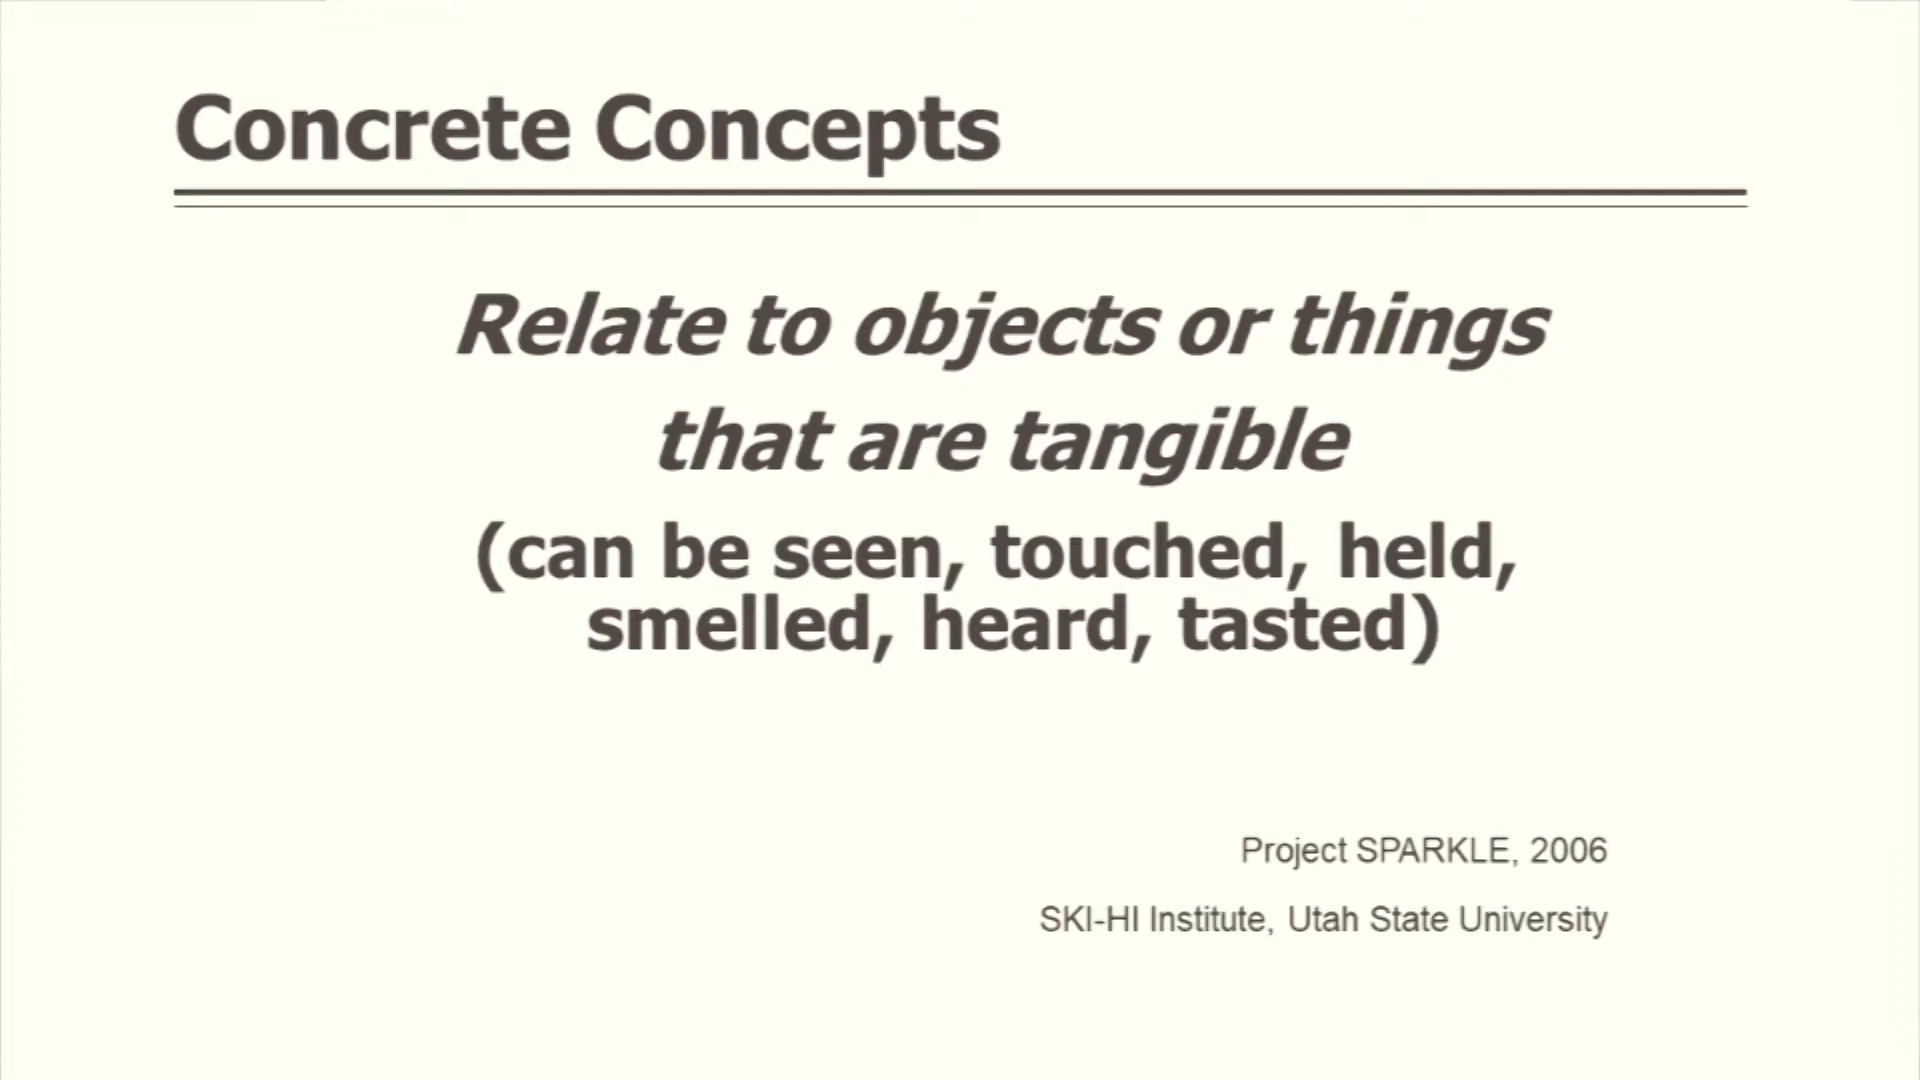 Concrete Concepts
Relate to objects or things
that are tangible
(can be seen, touched, held,
smelled, heard, tasted)
Project SPARKLE, 2006
SKI-HI Institute, Utah State University